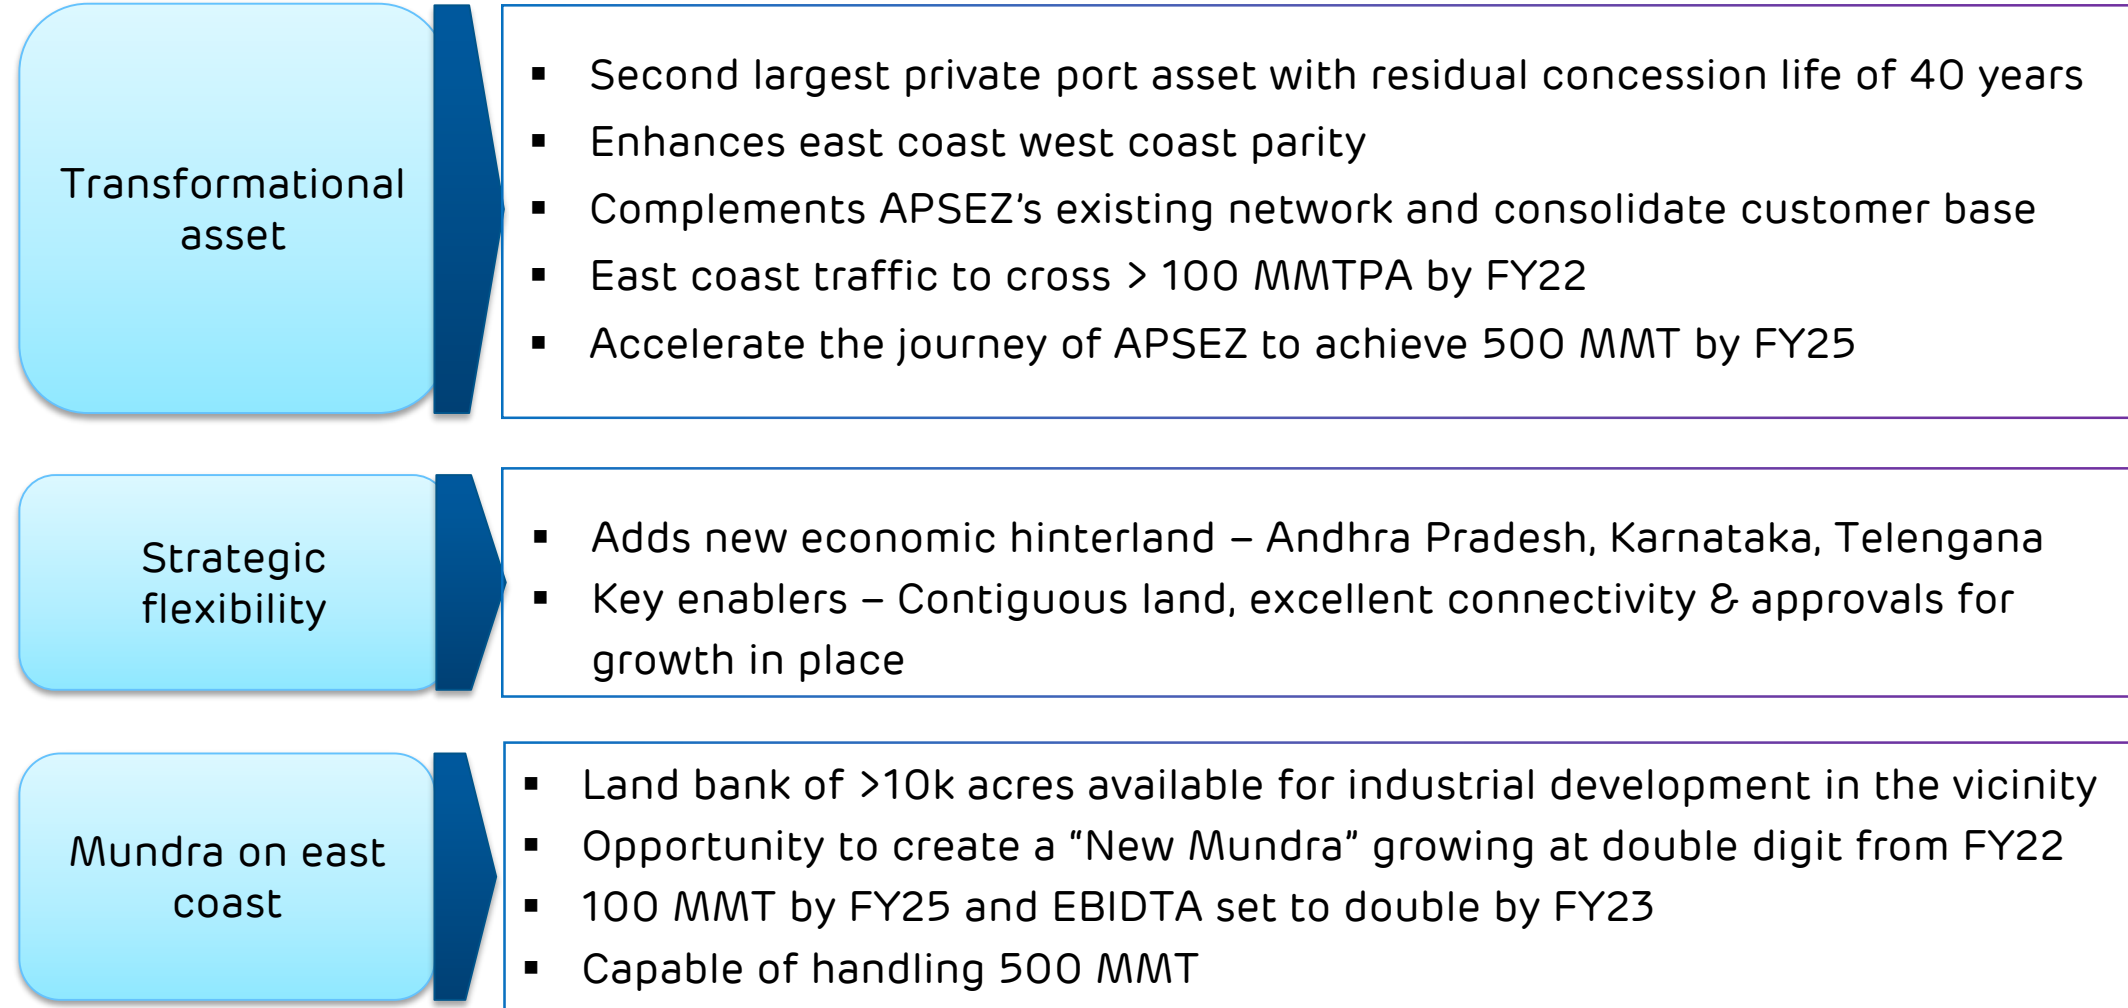 Transformational
asset
▪ Second largest private port asset with residual concession life of 40 years
▪ Enhances east coast west coast parity
▪ Complements APSEZ’s existing network and consolidate customer base
▪ East coast traffic to cross > 100 MMTPA by FY22
▪ Accelerate the journey of APSEZ to achieve 500 MMT by FY25
Strategic
flexibility
▪ Adds new economic hinterland – Andhra Pradesh, Karnataka, Telengana
▪ Key enablers – Contiguous land, excellent connectivity & approvals for
growth in place
Mundra on east
coast
▪ Land bank of >10k acres available for industrial development in the vicinity
▪ Opportunity to create a “New Mundra” growing at double digit from FY22
▪ 100 MMT by FY25 and EBIDTA set to double by FY23
▪ Capable of handling 500 MMT